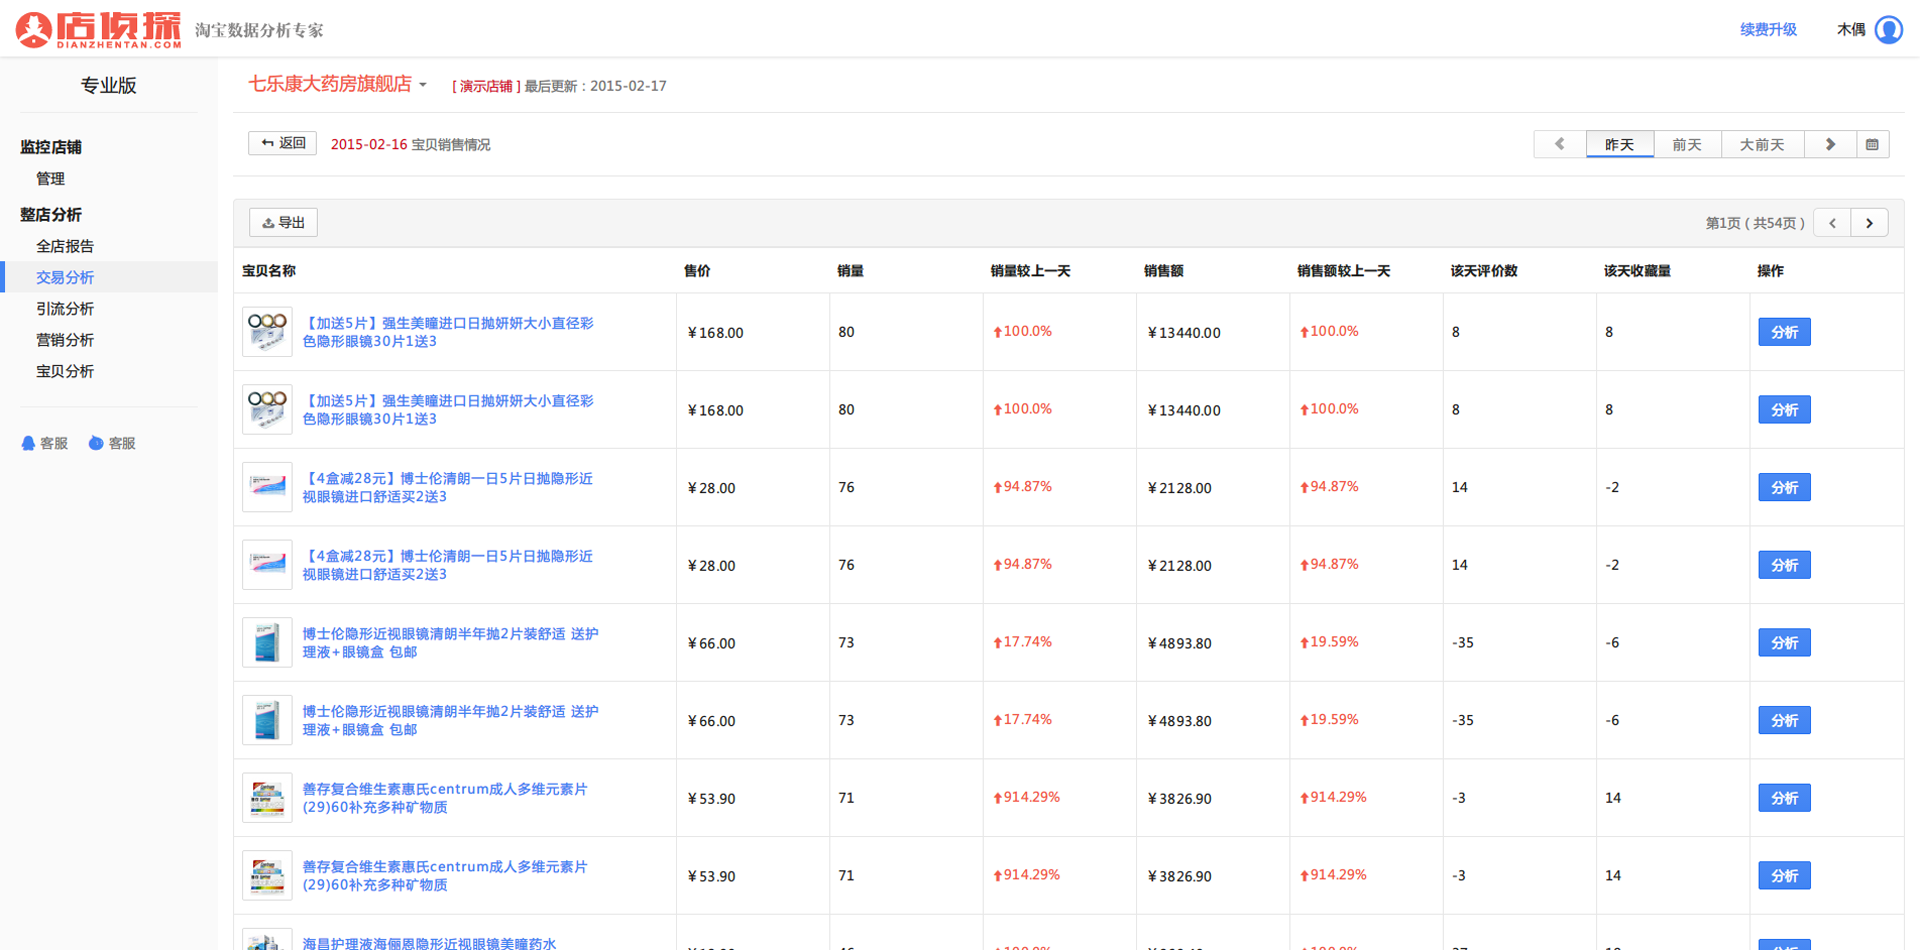 店侦探
DIANZHENTAN.COM
淘宝数据分析专家
续费升级
木偶
专业版
监控店铺
管理
整店分析
全店报告
交易分析
引流分析
营销分析
宝贝分析
客服 客服
七乐康大药房旗舰店 [ 演示店铺 ] 最后更新：2015-02-17
返回 2015-02-16 宝贝销售情况
昨天 前天 大前天
导出
第1页 ( 共54页 )
宝贝名称 售价 销量 销量较上一天 销售额 销售额较上一天 该天评价数 该天收藏量 操作
【加送5片】强生美瞳进口日抛妍妍大小直径彩
色隐形眼镜30片1送3
￥168.00 80 100.0% ￥13440.00 100.0% 8 8 分析
【加送5片】强生美瞳进口日抛妍妍大小直径彩
色隐形眼镜30片1送3
￥168.00 80 100.0% ￥13440.00 100.0% 8 8 分析
【4盒减28元】博士伦清朗一日5片日抛隐形近
视眼镜进口舒适买2送3
￥28.00 76 94.87% ￥2128.00 94.87% 14 -2 分析
【4盒减28元】博士伦清朗一日5片日抛隐形近
视眼镜进口舒适买2送3
￥28.00 76 94.87% ￥2128.00 94.87% 14 -2 分析
博士伦隐形近视眼镜清朗半年抛2片装舒适 送护
理液+眼镜盒 包邮
￥66.00 73 17.74% ￥4893.80 19.59% -35 -6 分析
博士伦隐形近视眼镜清朗半年抛2片装舒适 送护
理液+眼镜盒 包邮
￥66.00 73 17.74% ￥4893.80 19.59% -35 -6 分析
善存复合维生素惠氏centrum成人多维元素片
(29)60补充多种矿物质
￥53.90 71 914.29% ￥3826.90 914.29% -3 14 分析
善存复合维生素惠氏centrum成人多维元素片
(29)60补充多种矿物质
￥53.90 71 914.29% ￥3826.90 914.29% -3 14 分析
海昌护理液海俪恩隐形近视眼镜美瞳药水